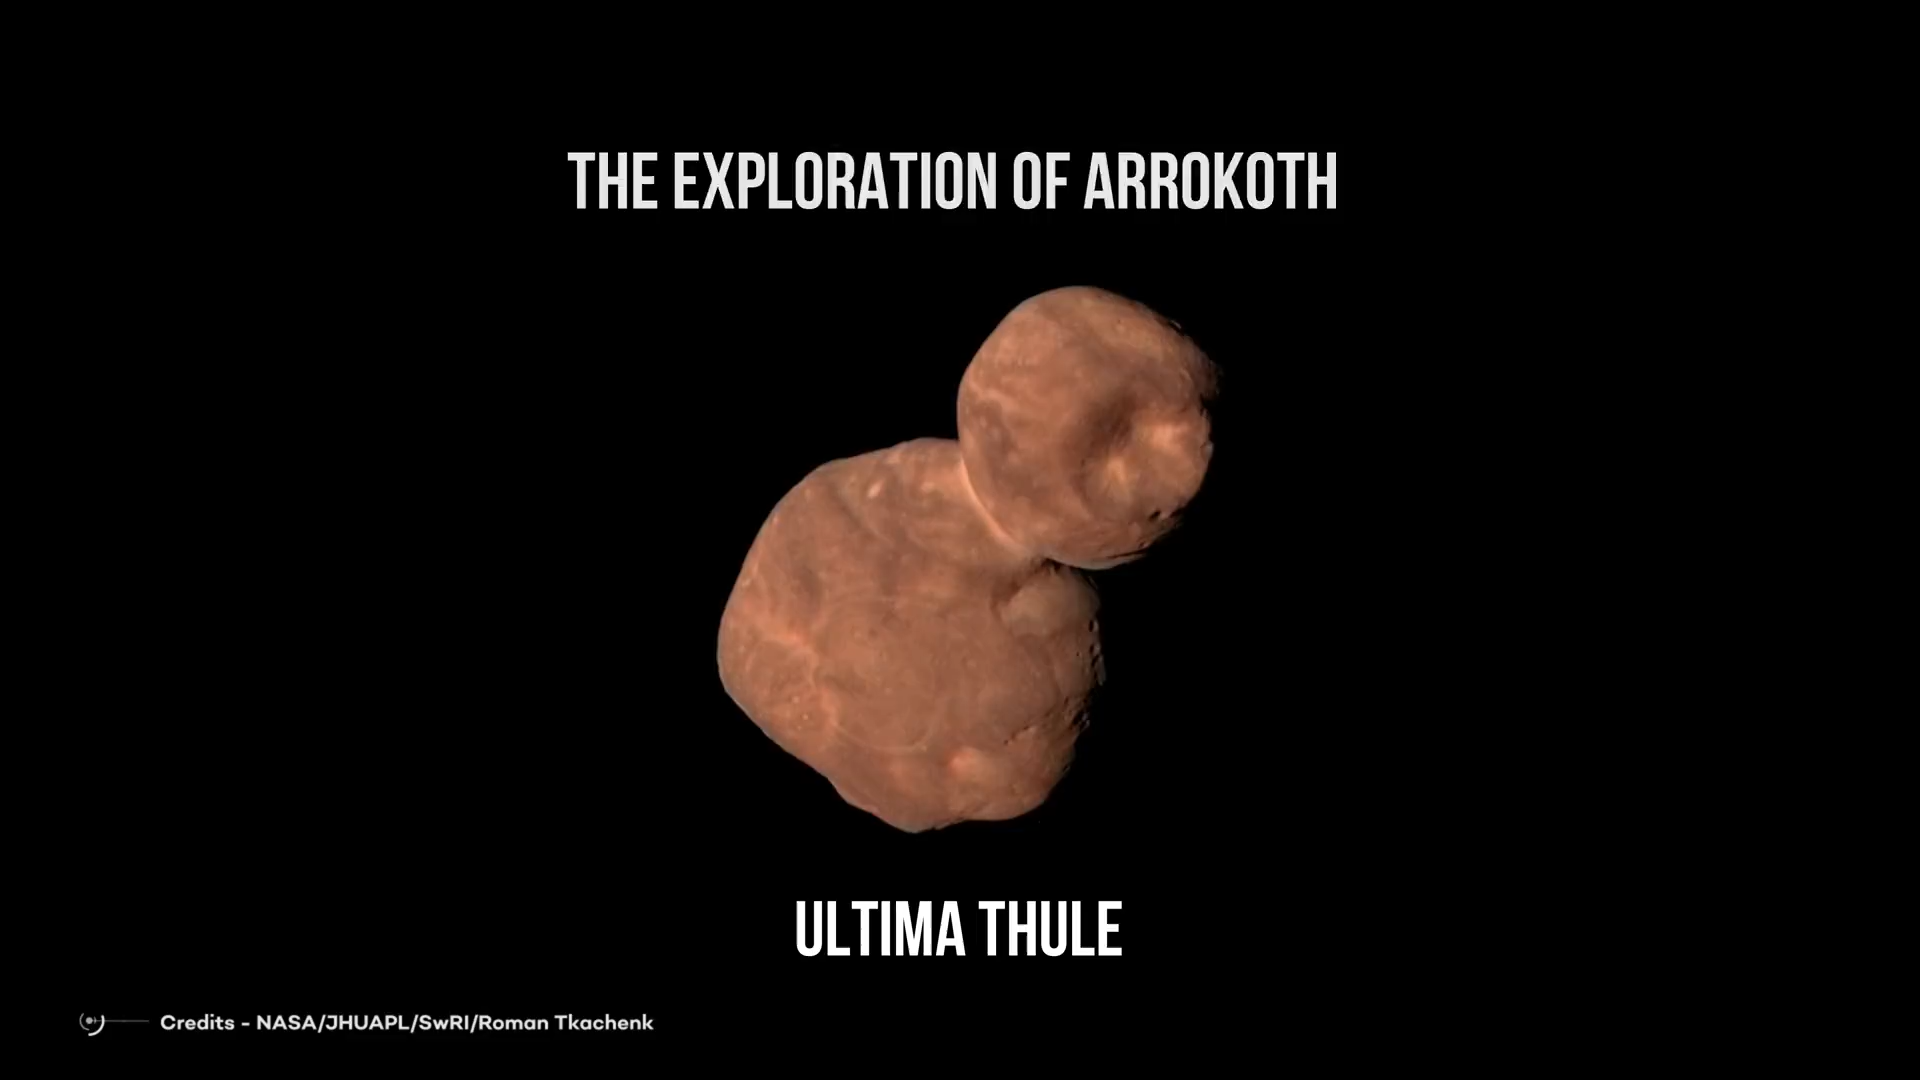 THE EXPLORATION OF ARROKOTH
ULTIMA THULE
Credits - NASA/JHUAPL/SwRI/Roman Tkachenk